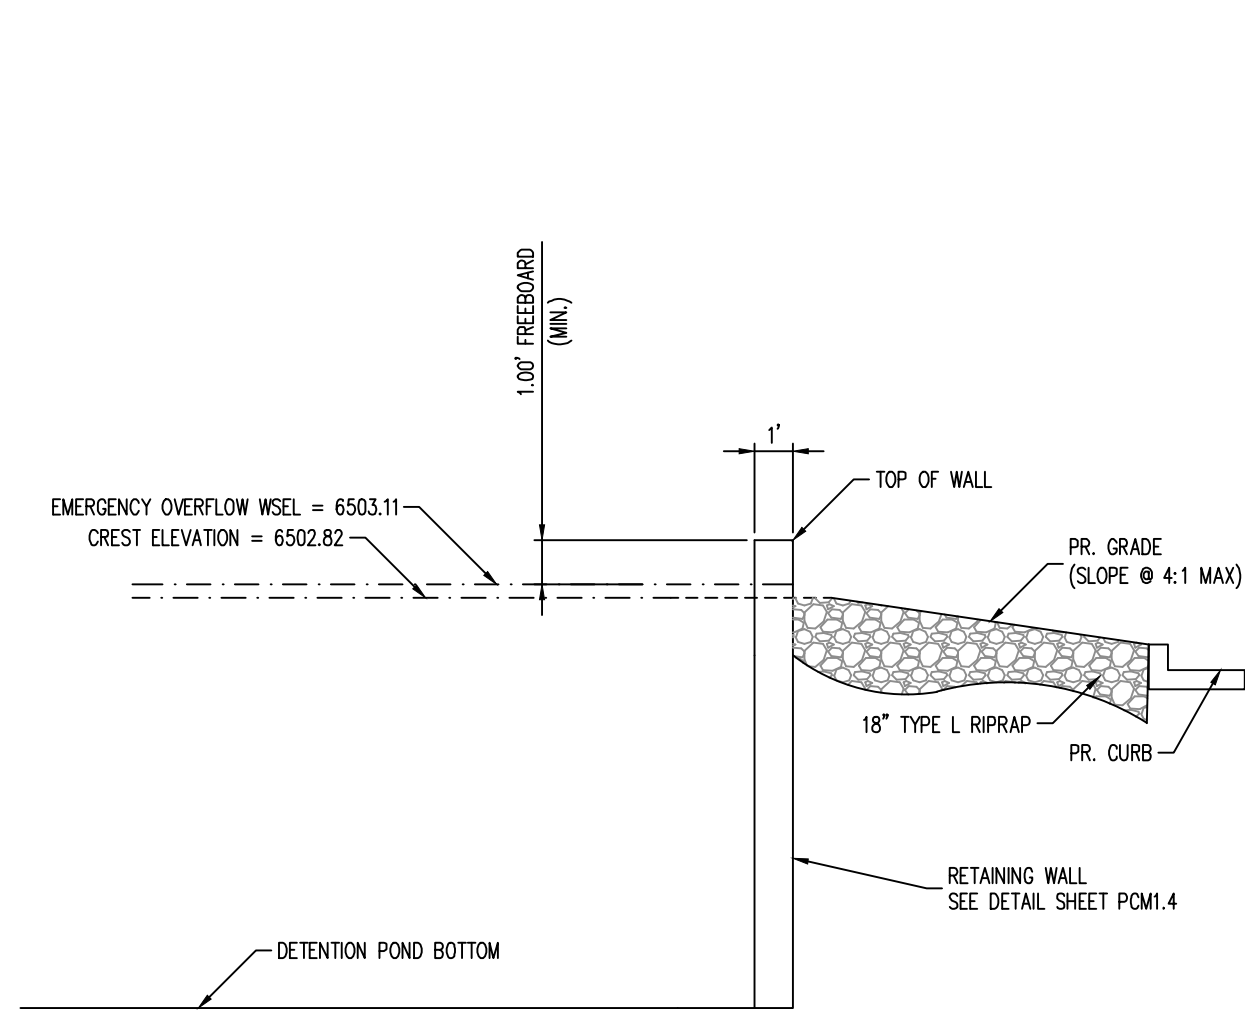 1.00' FREEBOARD
(MIN.)
1'
TOP OF WALL
EMERGENCY OVERFLOW WSEL = 6503.11
CREST ELEVATION = 6502.82
PR. GRADE
(SLOPE @ 4:1 MAX)
18" TYPE L RIPRAP
PR. CURB
RETAINING WALL
SEE DETAIL SHEET PCM1.4
DETENTION POND BOTTOM